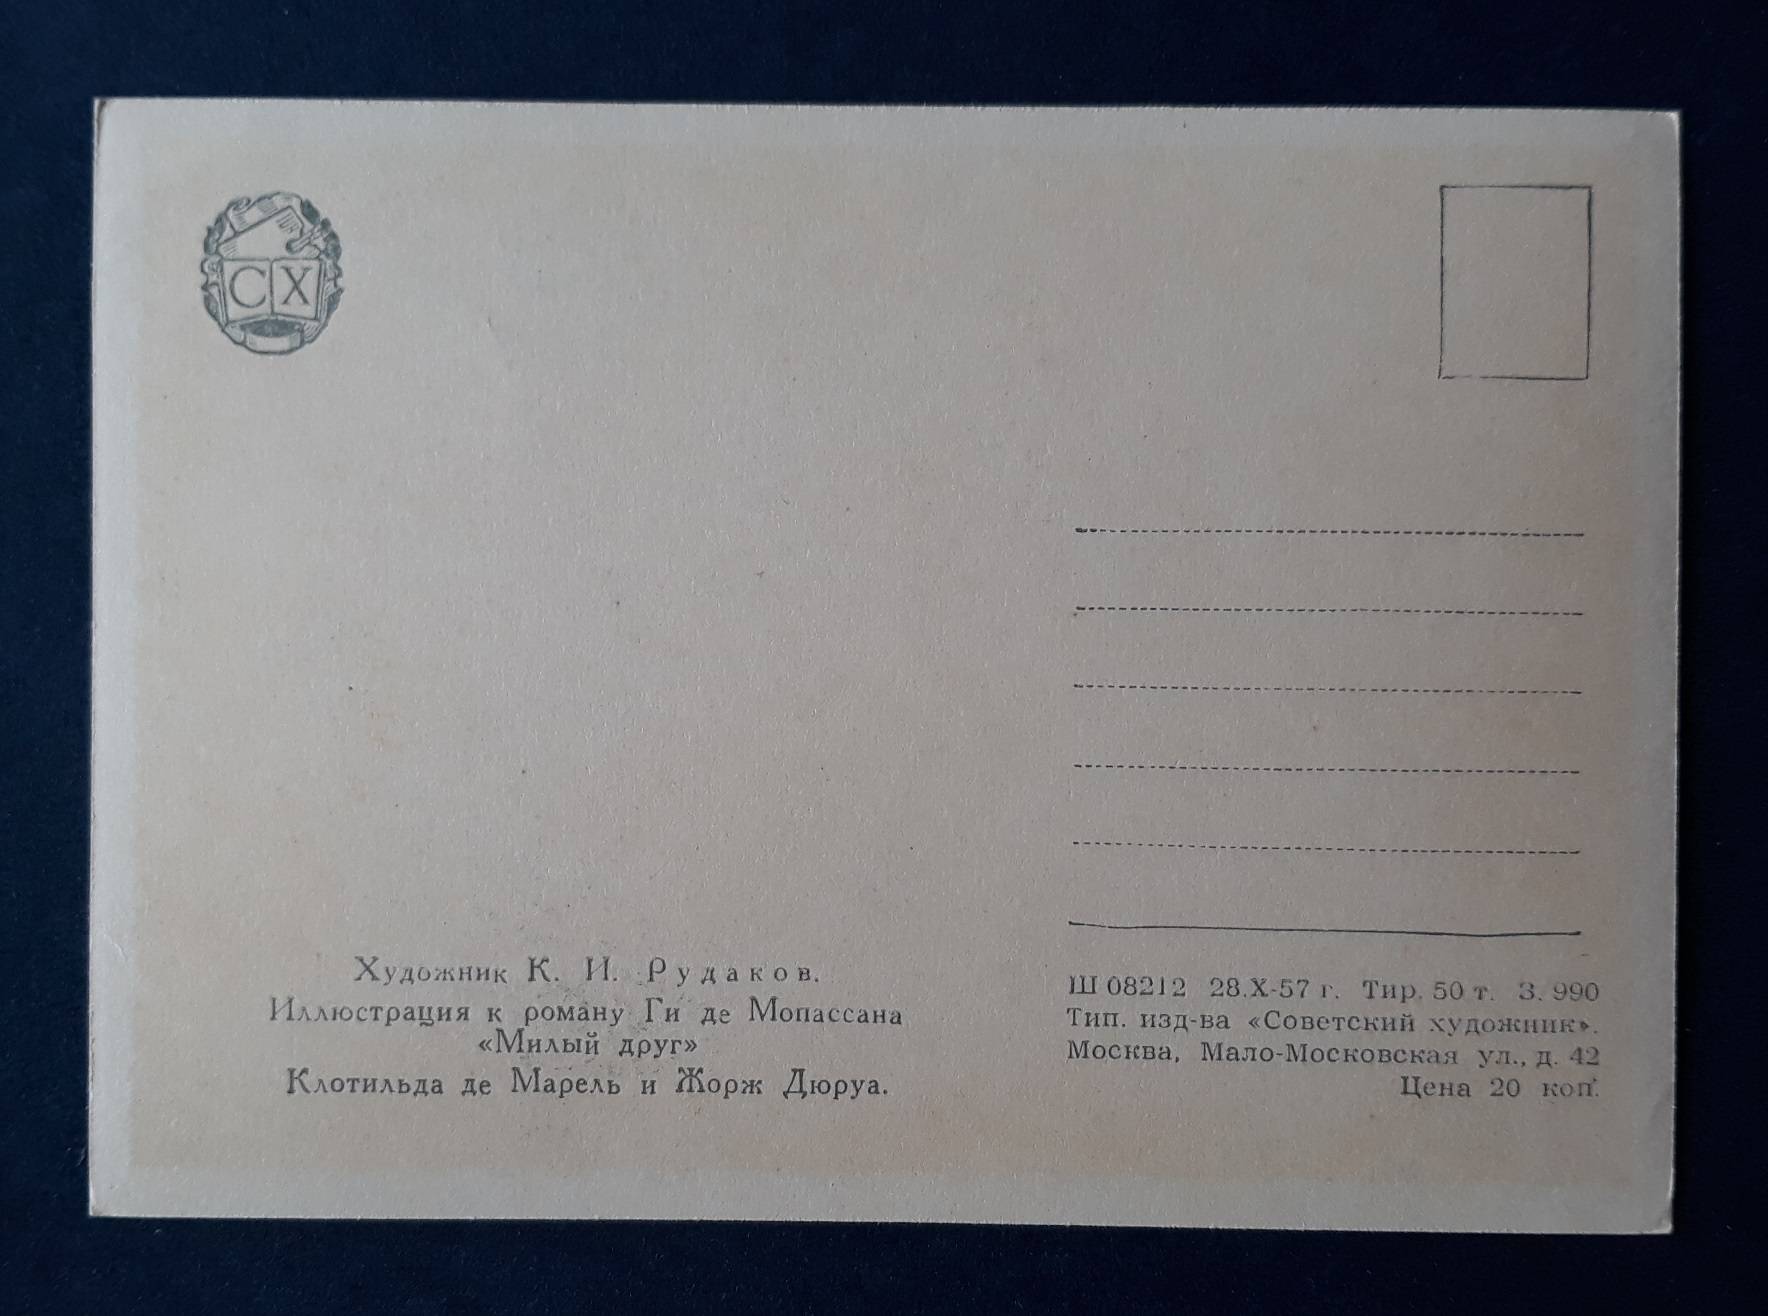 СХ
Художник К. И. Рудаков.
Иллюстрация к роману Ги де Мопассана
«Милый друг»
Клотильда де Марель и Жорж Дюруа.
Ш 08212 28.X-57 г. Тир. 50 т. З. 990
Тип. изд-ва «Советский художник».
Москва, Мало-Московская ул., д. 42
Цена 20 коп.